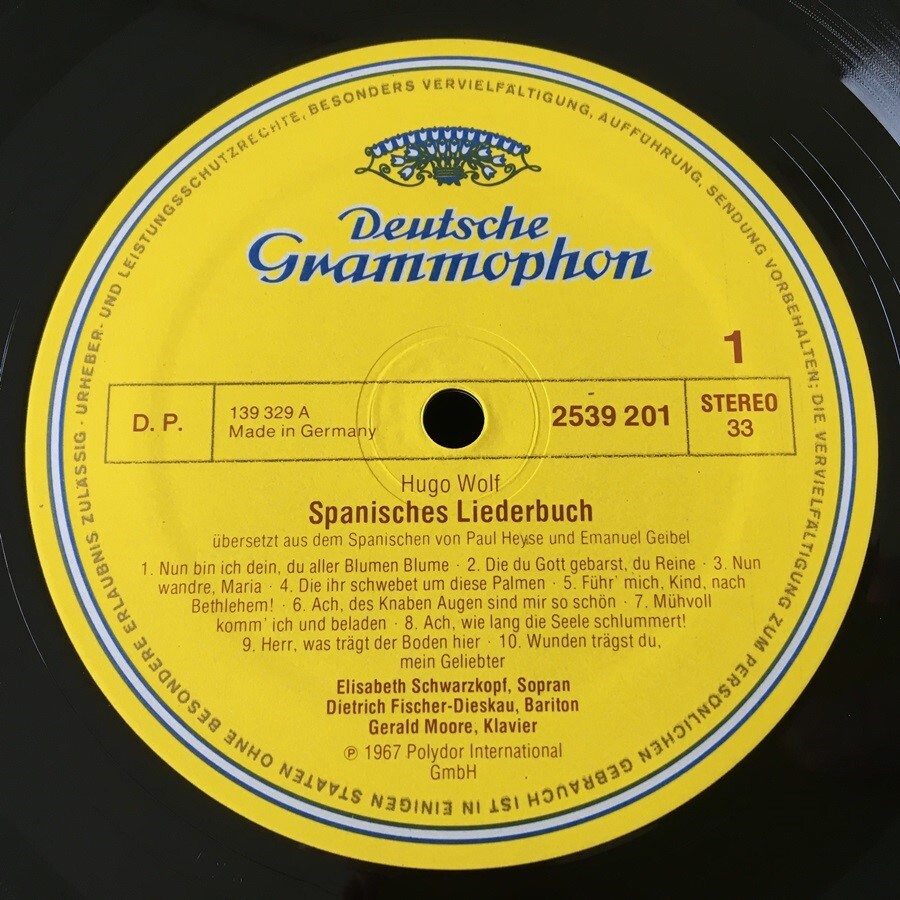 Deutsche
Grammophon
1
D. P.
139 329 A
Made in Germany
2539 201
STEREO
33
Hugo Wolf
Spanisches Liederbuch
übersetzt aus dem Spanischen von Paul Heyse und Emanuel Geibel
1. Nun bin ich dein, du aller Blumen Blume · 2. Die du Gott gebarst, du Reine · 3. Nun
wandre, Maria · 4. Die ihr schwebet um diese Palmen · 5. Führ' mich, Kind, nach
Bethlehem! · 6. Ach, des Knaben Augen sind mir so schön · 7. Mühvoll
komm' ich und beladen · 8. Ach, wie lang die Seele schlummert!
9. Herr, was trägt der Boden hier · 10. Wunden trägst du,
mein Geliebter
Elisabeth Schwarzkopf, Sopran
Dietrich Fischer-Dieskau, Bariton
Gerald Moore, Klavier
℗ 1967 Polydor International
GmbH
URHEBER- UND LEISTUNGSSCHUTZRECHTE, BESONDERS VERVIELFÄLTIGUNG, AUFFÜHRUNG, SENDUNG VORBEHALTEN; DIE VERVIELFÄLTIGUNG ZUM PERSÖNLICHEN GEBRAUCH IST IN EINIGEN STAATEN OHNE BESONDERE ERLAUBNIS ZULÄSSIG ·